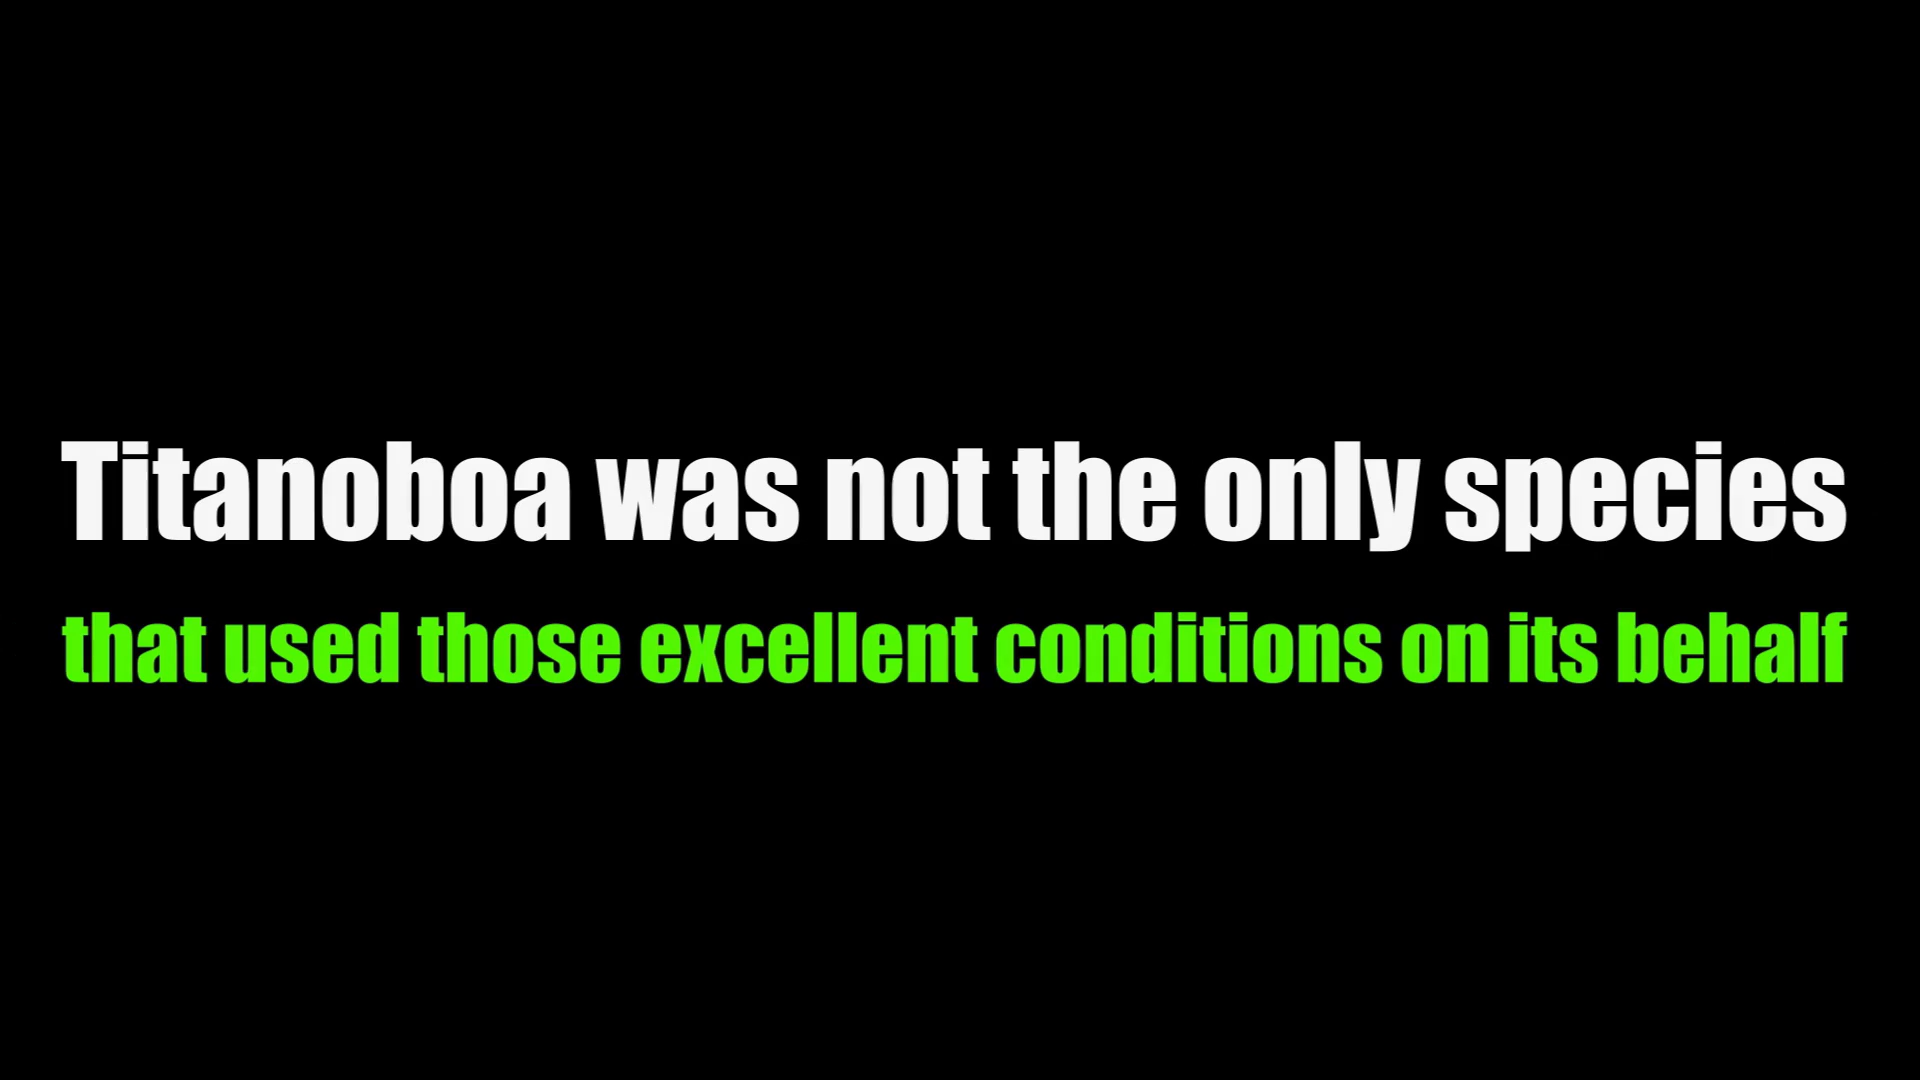 Titanoboa was not the only species
that used those excellent conditions on its behalf